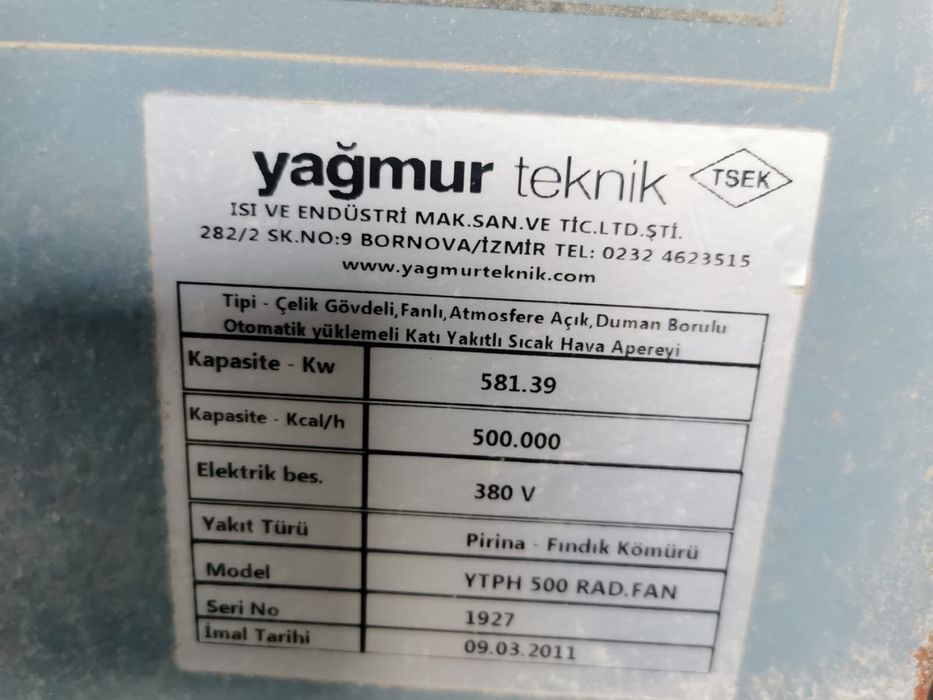 yağmur teknik TSEK
ISI VE ENDÜSTRİ MAK.SAN.VE TİC.LTD.ŞTİ.
282/2 SK.NO:9 BORNOVA/İZMİR TEL: 0232 4623515
www.yagmurteknik.com
Tipi - Çelik Gövdeli,Fanlı,Atmosfere Açık,Duman Borulu
Otomatik yüklemeli Katı Yakıtlı Sıcak Hava Apereyi
Kapasite - Kw 581.39
Kapasite - Kcal/h 500.000
Elektrik bes. 380 V
Yakıt Türü Pirina - Fındık Kömürü
Model YTPH 500 RAD.FAN
Seri No 1927
İmal Tarihi 09.03.2011